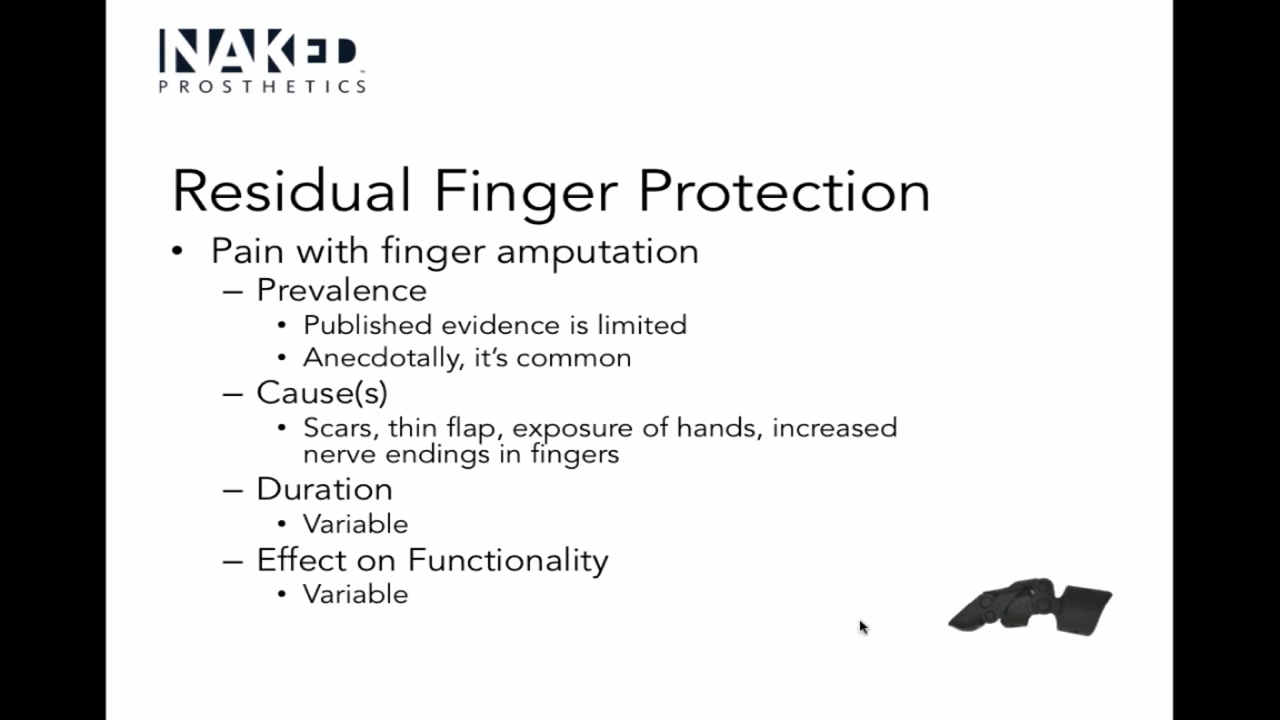 NAKED™
PROSTHETICS
Residual Finger Protection
• Pain with finger amputation
– Prevalence
• Published evidence is limited
• Anecdotally, it’s common
– Cause(s)
• Scars, thin flap, exposure of hands, increased
nerve endings in fingers
– Duration
• Variable
– Effect on Functionality
• Variable